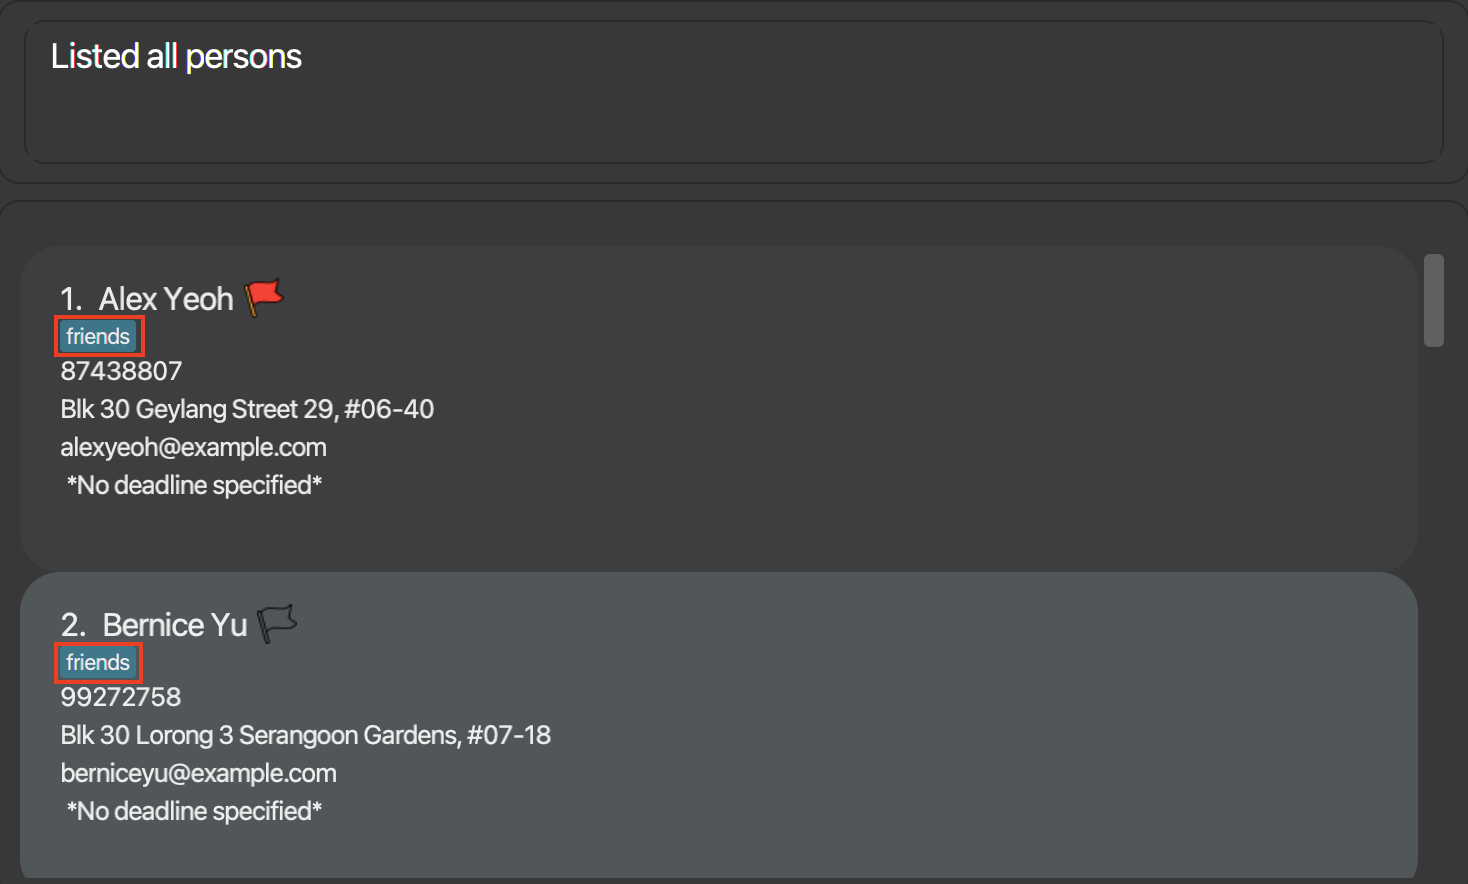 Listed all persons
1. Alex Yeoh
friends
87438807
Blk 30 Geylang Street 29, #06-40
alexyeoh@example.com
*No deadline specified*
2. Bernice Yu
friends
99272758
Blk 30 Lorong 3 Serangoon Gardens, #07-18
berniceyu@example.com
*No deadline specified*